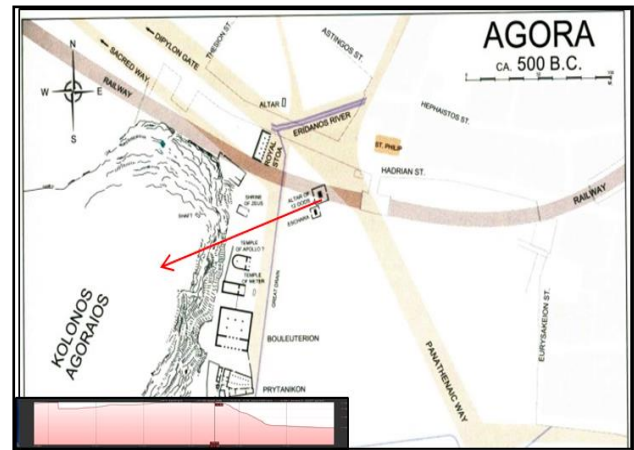 AGORA
CA. 500 B.C.
N
W
E
S
SACRED WAY
DIPYLON GATE
THESION ST.
ASTINGOS ST.
RAILWAY
ALTAR
ERIDANOS RIVER
HEPHAISTOS ST.
ROYAL
STOA
ST. PHILIP
HADRIAN ST.
SHRINE
OF ZEUS
ALTAR OF
12 GODS
ESCHARA
RAILWAY
SHAFT
TEMPLE
OF APOLLO ?
TEMPLE
OF METER
GREAT DRAIN
KOLONOS
AGORAIOS
BOULEUTERION
PRYTANIKON
PANATHENAIC WAY
EURYSAKEION ST.